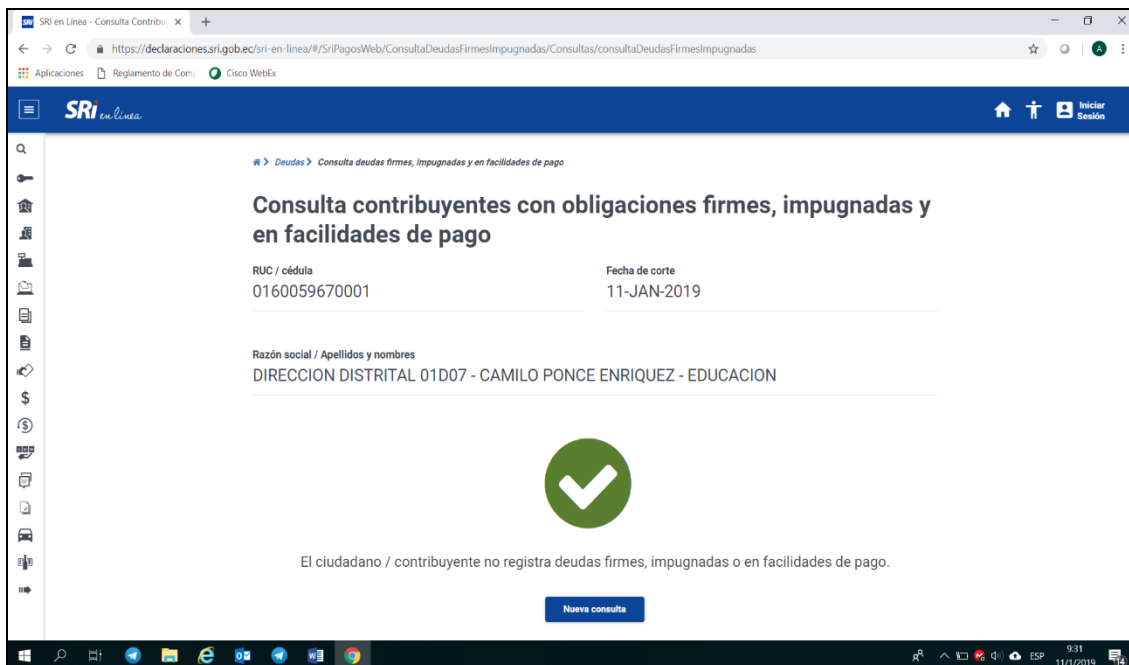 SRI en Línea - Consulta Contribu
https://declaraciones.sri.gob.ec/sri-en-linea/#/SriPagosWeb/ConsultaDeudasFirmesImpugnadas/Consultas/consultaDeudasFirmesImpugnadas
A
Aplicaciones Reglamento de Com Cisco WebEx
SRi en línea
Iniciar
Sesión
Deudas Consulta deudas firmes, impugnadas y en facilidades de pago
Consulta contribuyentes con obligaciones firmes, impugnadas y
en facilidades de pago
RUC / cédula Fecha de corte
0160059670001 11-JAN-2019
Razón social / Apellidos y nombres
DIRECCION DISTRITAL 01D07 - CAMILO PONCE ENRIQUEZ - EDUCACION
El ciudadano / contribuyente no registra deudas firmes, impugnadas o en facilidades de pago.
Nueva consulta
ESP
9:31
11/1/2019